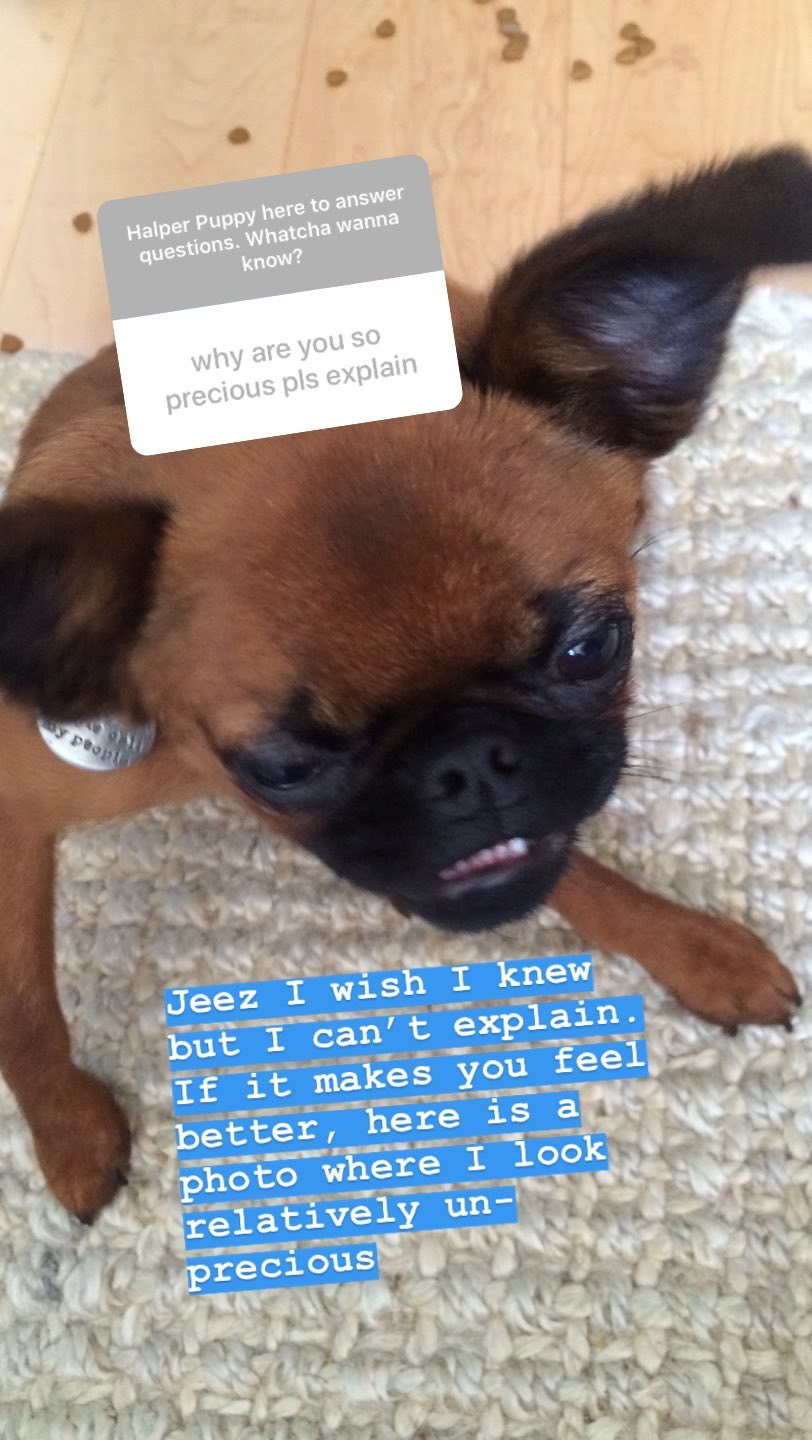 Halper Puppy here to answer
questions. Whatcha wanna
know?
why are you so
precious pls explain
Jeez I wish I knew
but I can’t explain.
If it makes you feel
better, here is a
photo where I look
relatively un-
precious